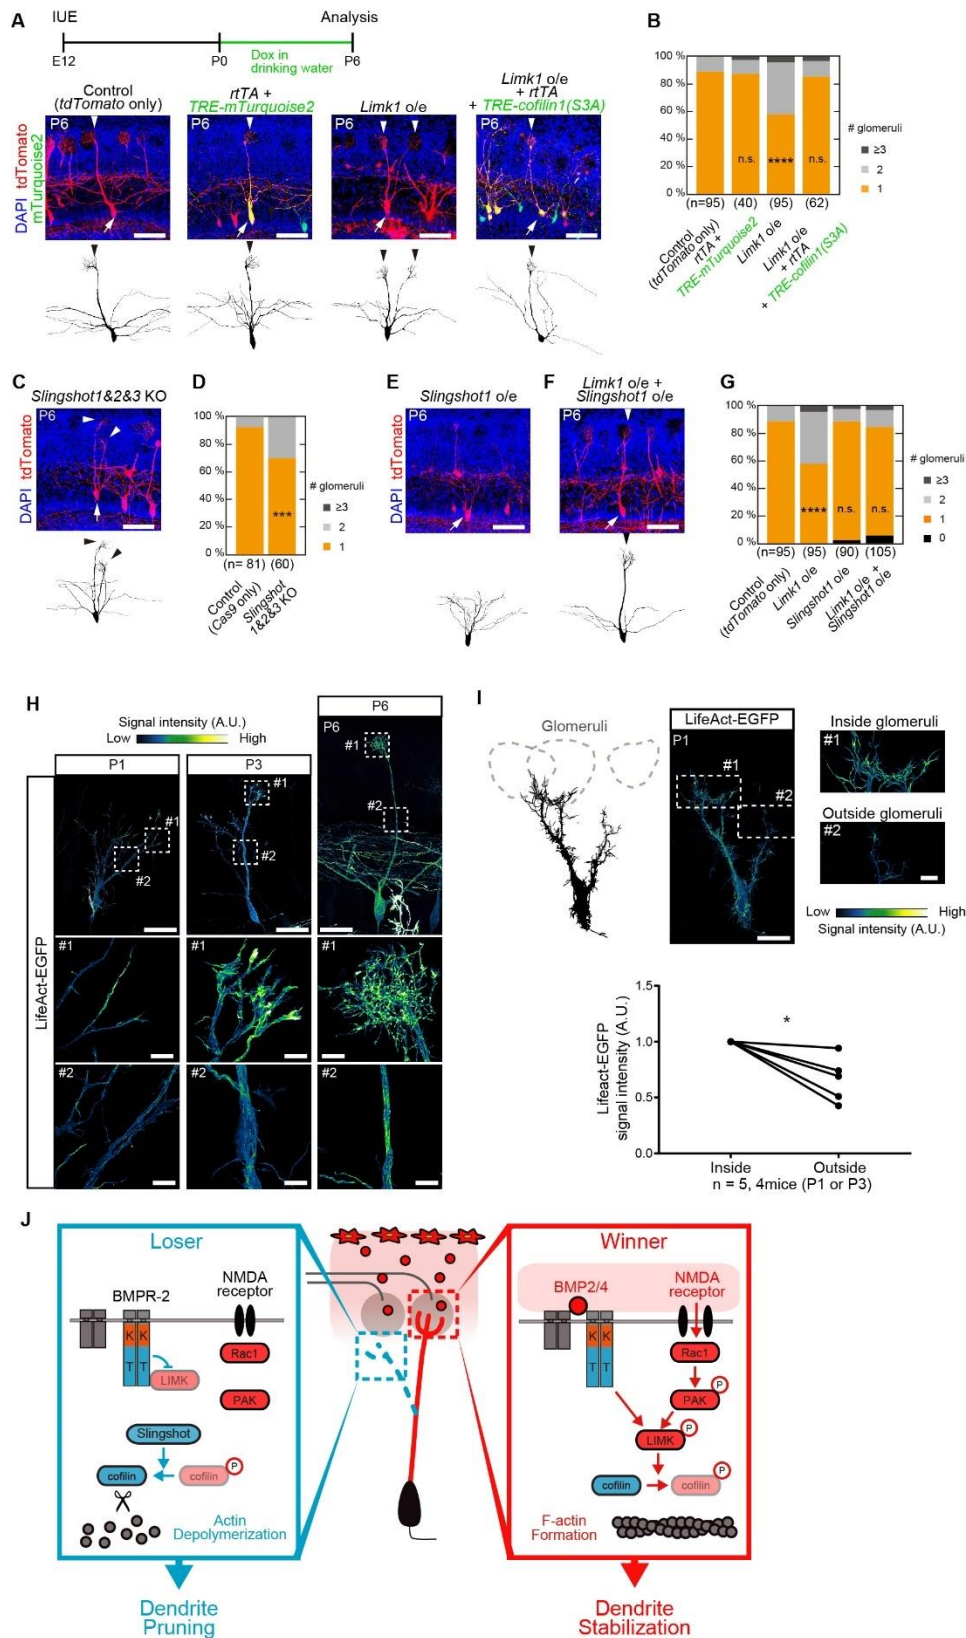 A
IUE
Analysis
E12
P0
P6
Dox in
drinking water
Control
(tdTomato only)
rtTA +
TRE-mTurquoise2
Limk1 o/e
Limk1 o/e
+ rtTA
+ TRE-cofilin1(S3A)
DAPI tdTomato
mTurquoise2
P6
P6
P6
P6
B
100 %
80 %
60 %
40 %
20 %
0 %
n.s.
****
n.s.
# glomeruli
≥3
2
1
(n=95)
(40)
(95)
(62)
Control
(tdTomato only)
rtTA +
TRE-mTurquoise2
Limk1 o/e
Limk1 o/e
+ rtTA
+ TRE-cofilin1(S3A)
C
Slingshot1&2&3 KO
DAPI tdTomato
P6
D
100 %
80 %
60 %
40 %
20 %
0 %
***
# glomeruli
≥3
2
1
(n= 81)
(60)
Control
(Cas9 only)
Slingshot
1&2&3 KO
E
Slingshot1 o/e
DAPI tdTomato
P6
F
Limk1 o/e +
Slingshot1 o/e
P6
G
100 %
80 %
60 %
40 %
20 %
0 %
****
n.s.
n.s.
# glomeruli
≥3
2
1
0
(n=95)
(95)
(90)
(105)
Control
(tdTomato only)
Limk1 o/e
Slingshot1 o/e
Limk1 o/e +
Slingshot1 o/e
H
Signal intensity (A.U.)
Low
High
P1
P3
P6
P6
#1
#2
#1
#2
#1
#2
LifeAct-EGFP
#1
#1
#1
#2
#2
#2
I
Glomeruli
LifeAct-EGFP
P1
#1
#2
Inside glomeruli
#1
Outside glomeruli
#2
Low
High
Signal intensity (A.U.)
Lifeact-EGFP
signal intensity (A.U.)
1.5
1.0
0.5
0.0
*
Inside
Outside
n = 5, 4mice (P1 or P3)
J
Loser
BMPR-2
NMDA
receptor
K K
T T
LIMK
Rac1
PAK
Slingshot
cofilin
cofilin
P
Actin
Depolymerization
Dendrite
Pruning
Winner
BMP2/4
NMDA
receptor
K K
T T
Rac1
PAK
P
LIMK
P
cofilin
cofilin
P
F-actin
Formation
Dendrite
Stabilization